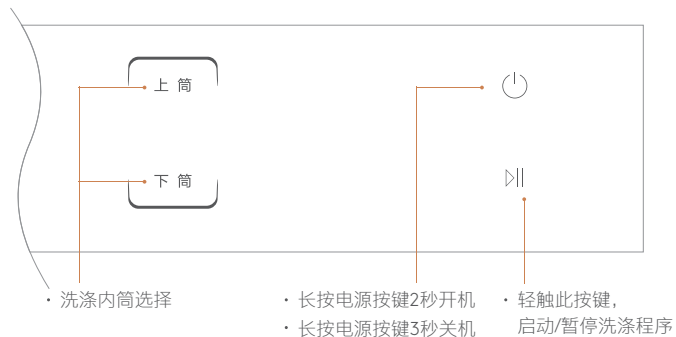 上 筒
下 筒
· 洗涤内筒选择
· 长按电源按键2秒开机
· 长按电源按键3秒关机
· 轻触此按键，
启动/暂停洗涤程序